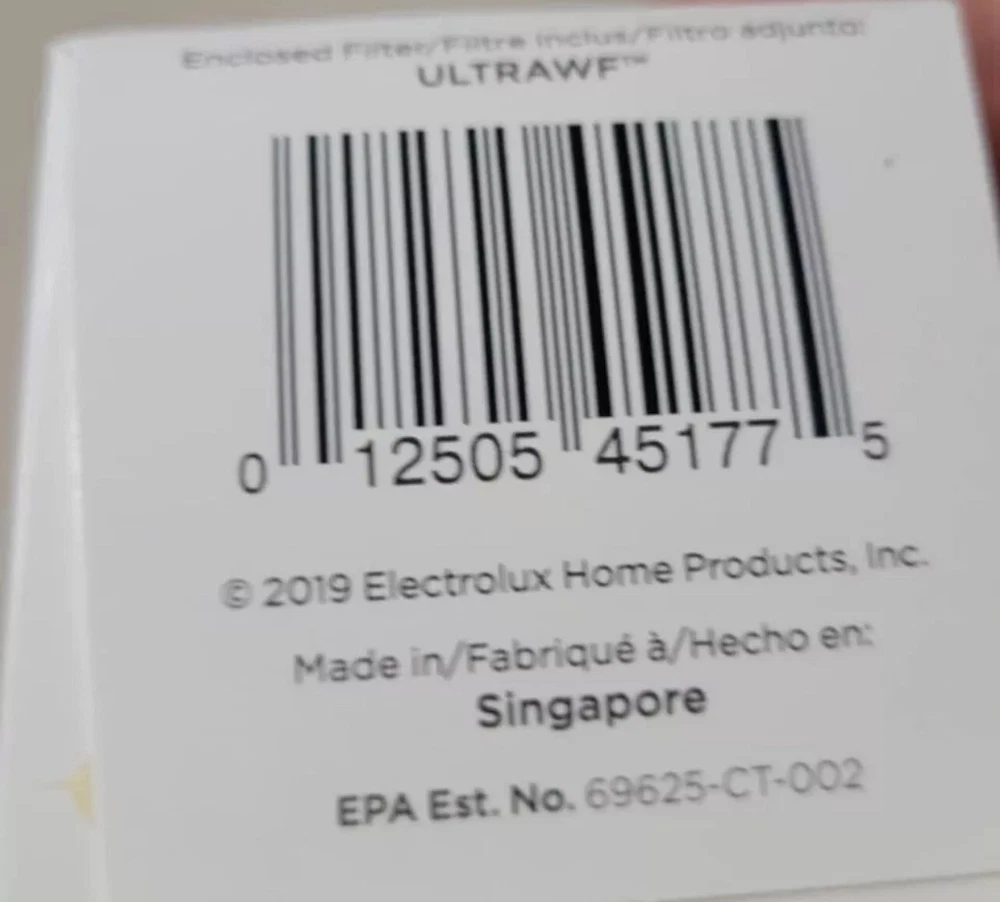 Enclosed Filter/Filtre inclus/Filtro adjunto:
ULTRAWF™
0 12505 45177 5
© 2019 Electrolux Home Products, Inc.
Made in/Fabriqué à/Hecho en:
Singapore
EPA Est. No. 69625-CT-002